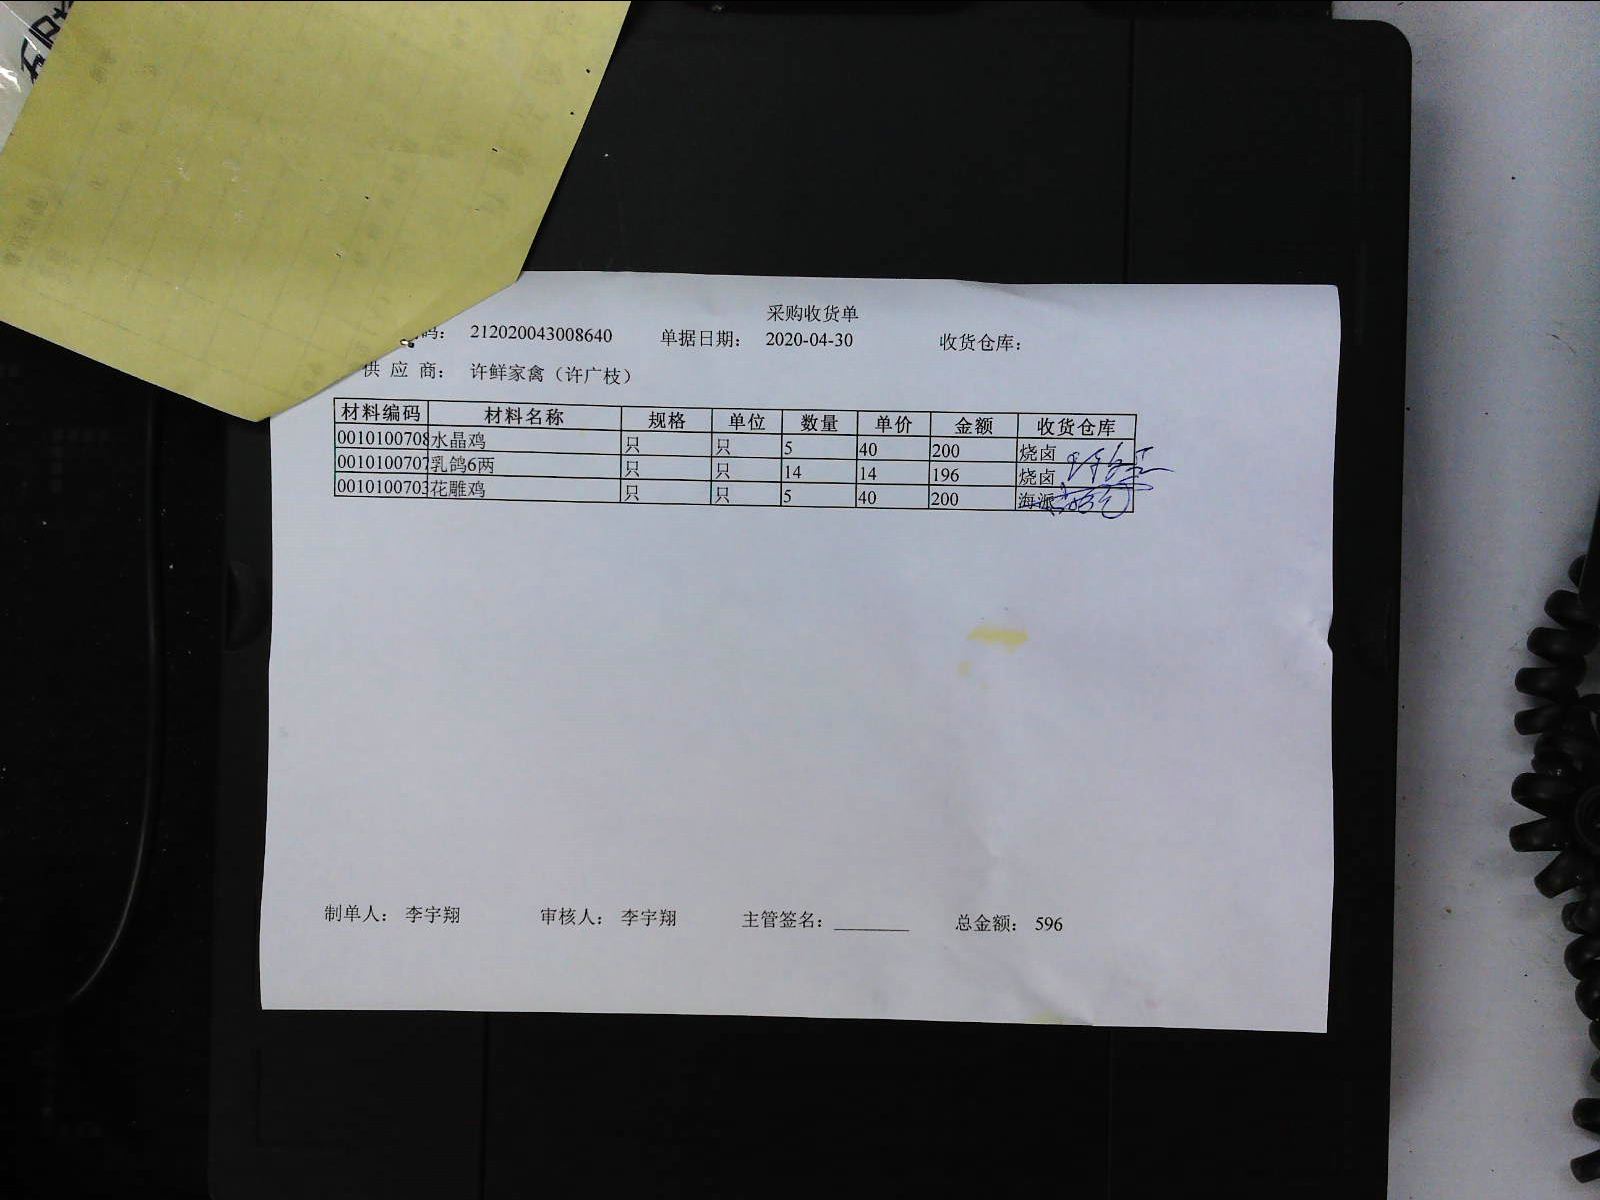 采购收货单
码： 212020043008640 单据日期： 2020-04-30 收货仓库：
供 应 商： 许鲜家禽（许广枝）
材料编码 材料名称 规格 单位 数量 单价 金额 收货仓库
0010100708 水晶鸡 只 只 5 40 200 烧卤
0010100707 乳鸽6两 只 只 14 14 196 烧卤
0010100703 花雕鸡 只 只 5 40 200 海派
制单人： 李宇翔 审核人： 李宇翔 主管签名： 总金额： 596